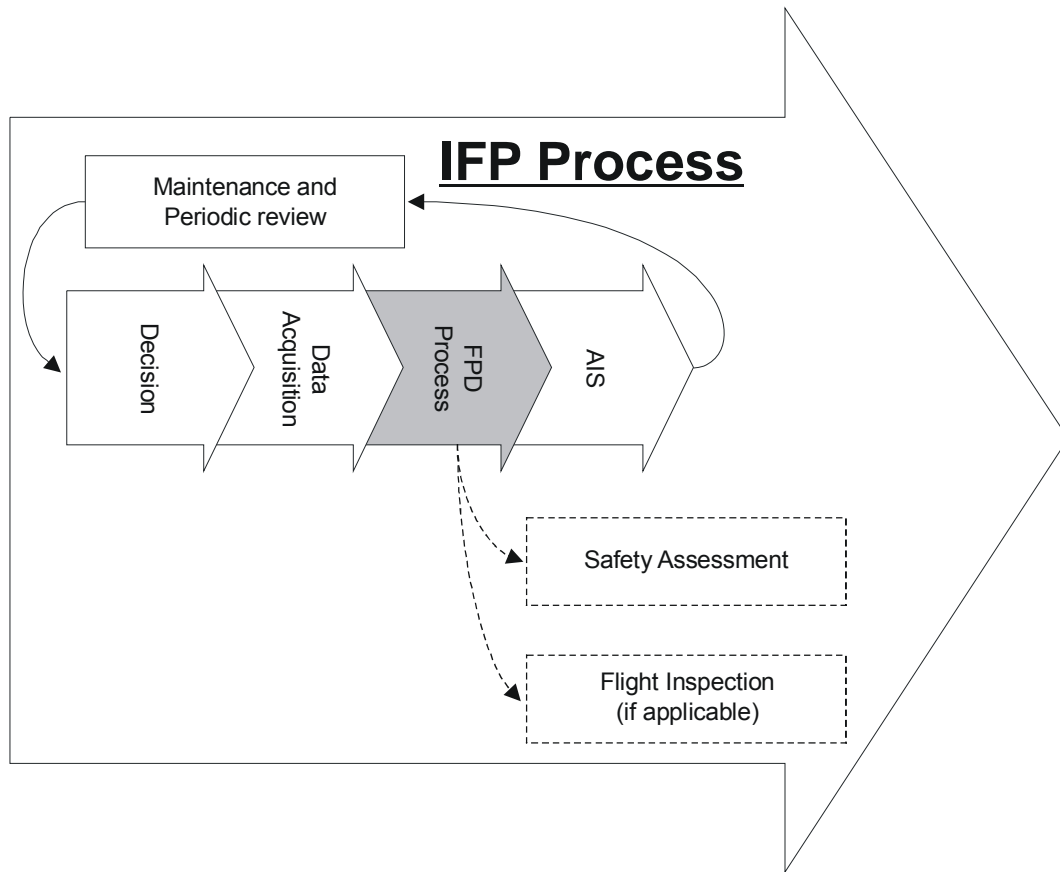 IFP Process
Maintenance and
Periodic review
Decision
Data
Acquisition
FPD
Process
AIS
Safety Assessment
Flight Inspection
(if applicable)